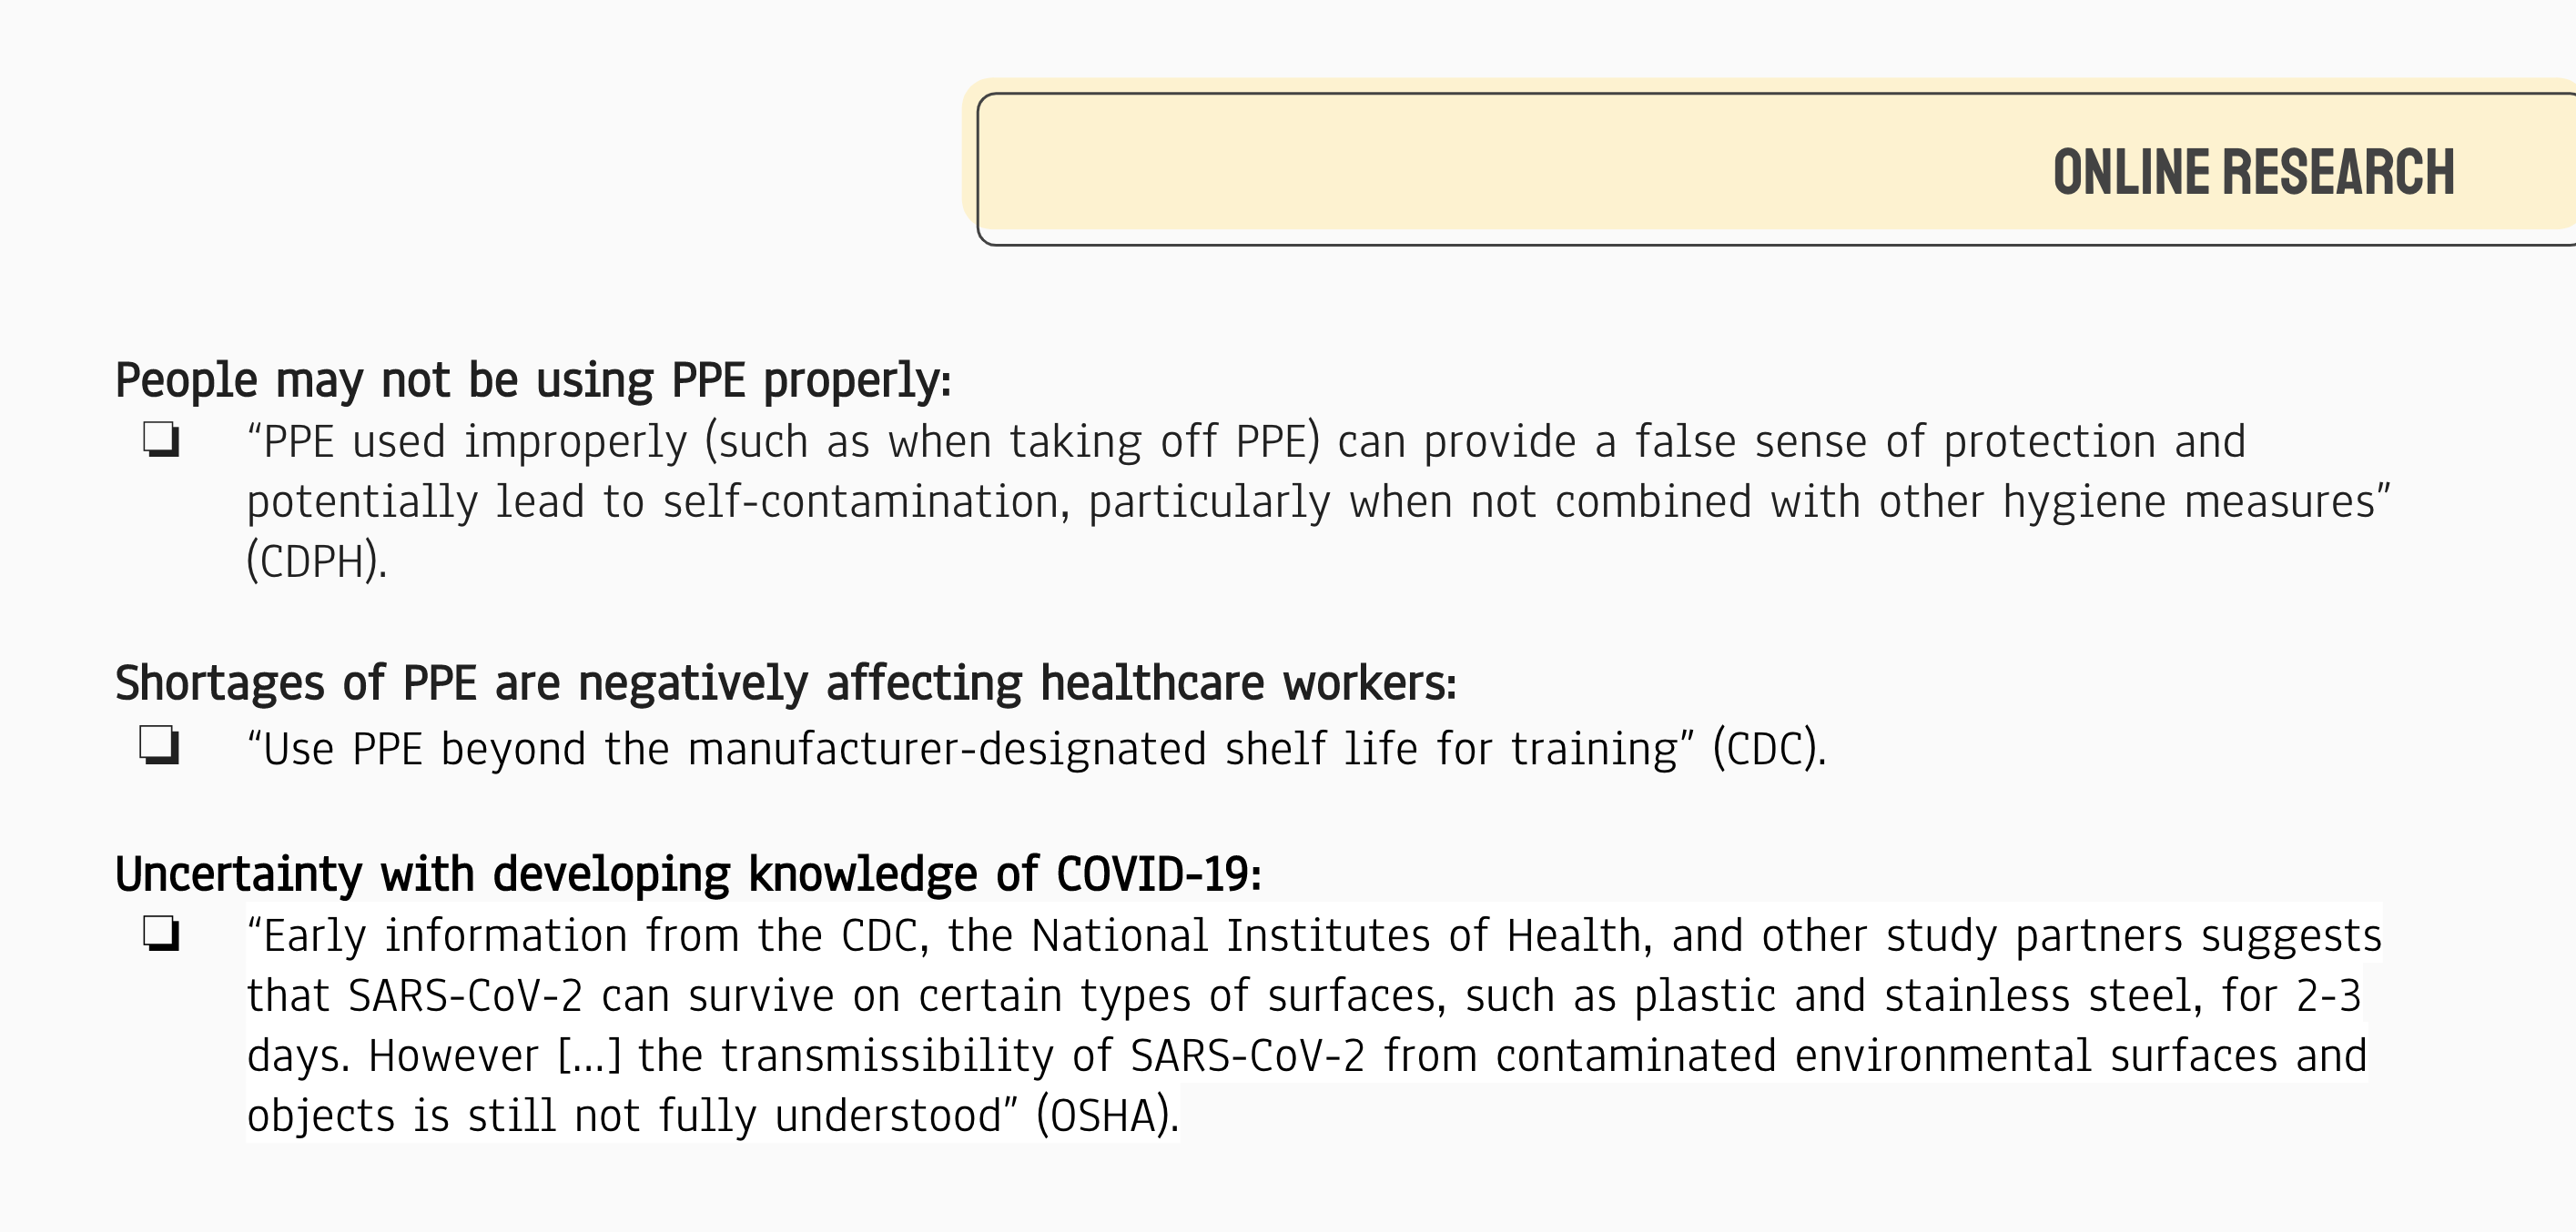 ONLINE RESEARCH
People may not be using PPE properly:
❏ “PPE used improperly (such as when taking off PPE) can provide a false sense of protection and
potentially lead to self-contamination, particularly when not combined with other hygiene measures”
(CDPH).
Shortages of PPE are negatively affecting healthcare workers:
❏ “Use PPE beyond the manufacturer-designated shelf life for training” (CDC).
Uncertainty with developing knowledge of COVID-19:
❏ “Early information from the CDC, the National Institutes of Health, and other study partners suggests
that SARS-CoV-2 can survive on certain types of surfaces, such as plastic and stainless steel, for 2-3
days. However [...] the transmissibility of SARS-CoV-2 from contaminated environmental surfaces and
objects is still not fully understood” (OSHA).